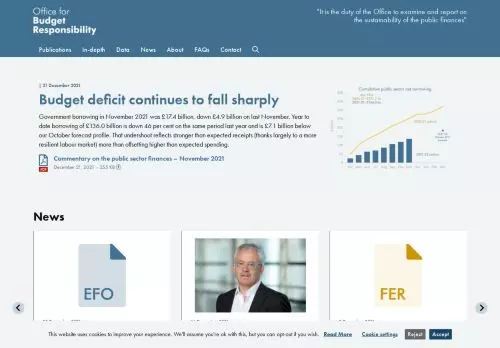 Office for
Budget
Responsibility
"It is the duty of the Office to examine and report on
the sustainability of the public finances"
Publications In-depth Data News About FAQs Contact
| 21 December 2021
Budget deficit continues to fall sharply
Government borrowing in November 2021 was £17.4 billion, down £4.9 billion on last November. Year to
date borrowing of £136.0 billion is down 46 per cent on the same period last year and is £7.1 billion below
our October forecast profile. That undershoot reflects stronger than expected receipts (thanks largely to a more
resilient labour market) more than offsetting higher than expected spending.
Commentary on the public sector finances – November 2021
December 21, 2021 - 255 KB
PDF
Cumulative public sector net borrowing
News
EFO
FER
This website uses cookies to improve your experience. We'll assume you're ok with this, but you can opt-out if you wish. Read More Cookie settings Reject Accept